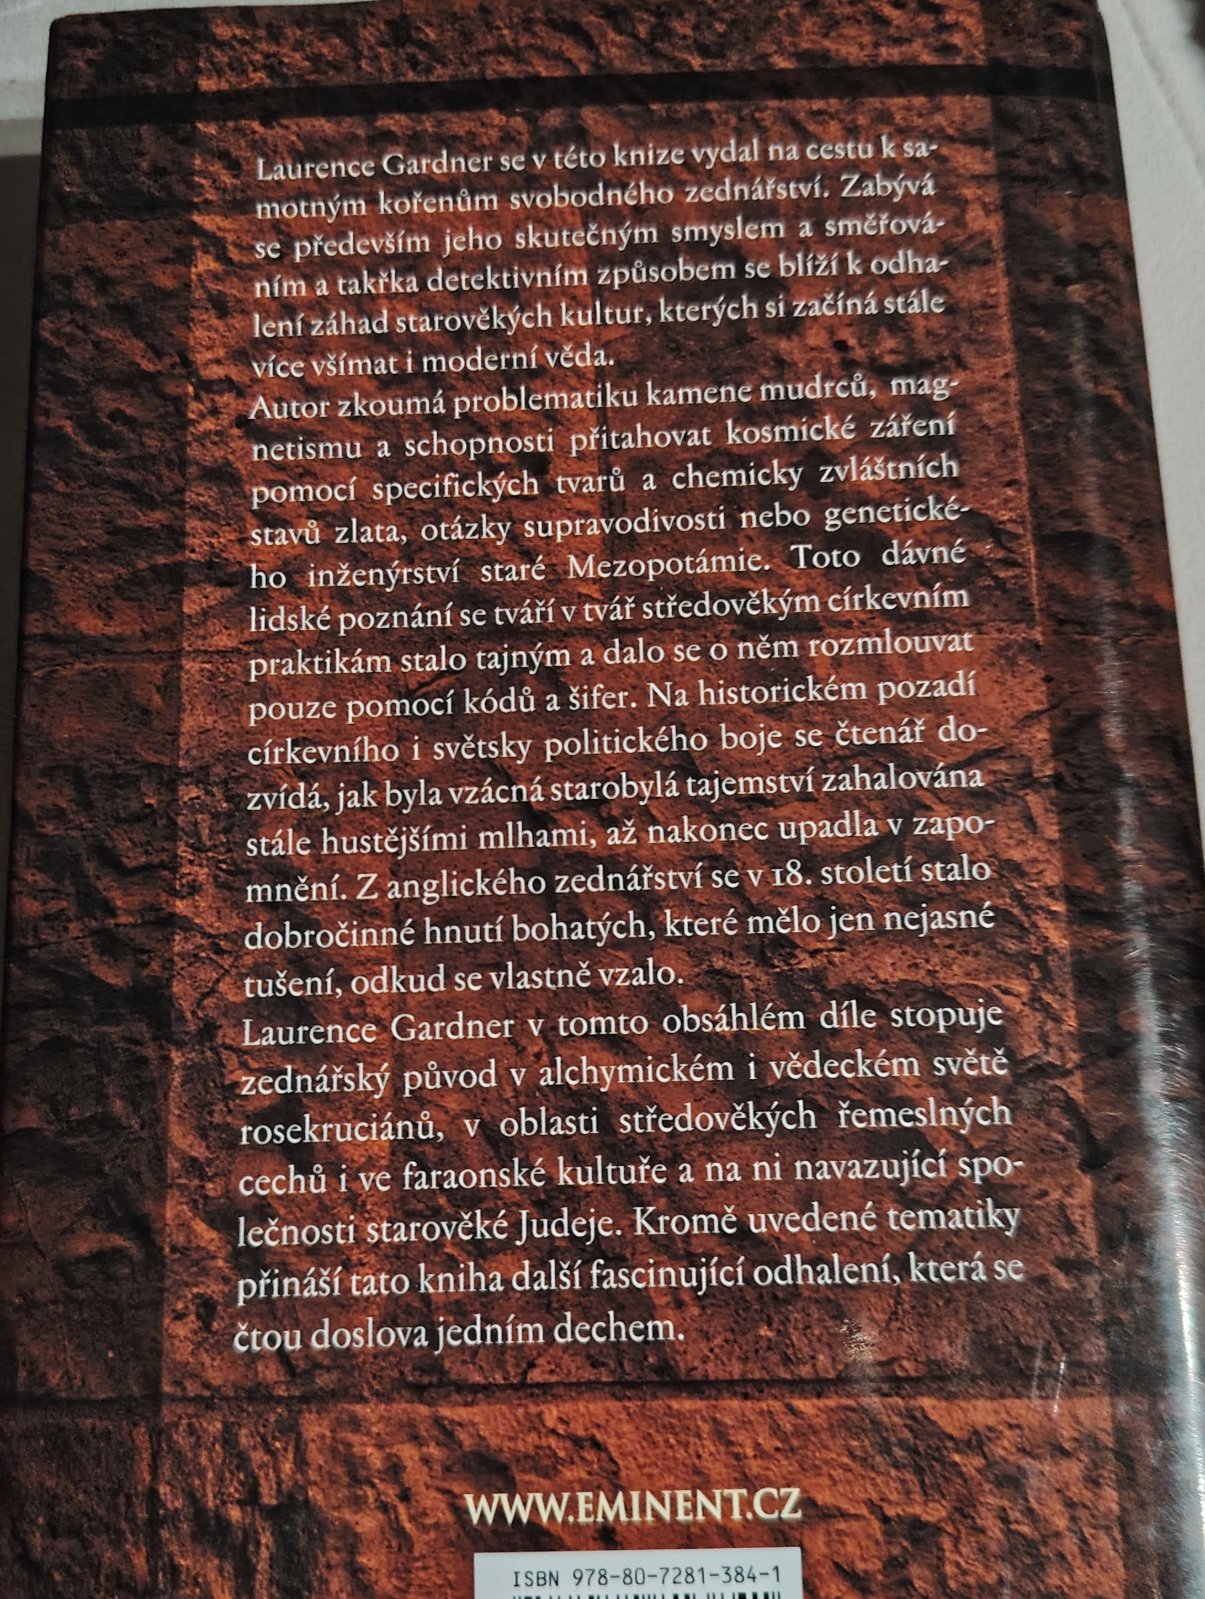 Laurence Gardner se v této knize vydal na cestu k sa-
motným kořenům svobodného zednářství. Zabývá
se především jeho skutečným smyslem a směřová-
ním a takřka detektivním způsobem se blíží k odha-
lení záhad starověkých kultur, kterých si začíná stále
více všímat i moderní věda.
Autor zkoumá problematiku kamene mudrců, mag-
netismu a schopnosti přitahovat kosmické záření
pomocí specifických tvarů a chemicky zvláštních
stavů zlata, otázky supravodivosti nebo genetické-
ho inženýrství staré Mezopotámie. Toto dávné
lidské poznání se tváří v tvář středověkým církevním
praktikám stalo tajným a dalo se o něm rozmlouvat
pouze pomocí kódů a šifer. Na historickém pozadí
církevního i světsky politického boje se čtenář do-
zvídá, jak byla vzácná starobylá tajemství zahalována
stále hustějšími mlhami, až nakonec upadla v zapo-
mnění. Z anglického zednářství se v 18. století stalo
dobročinné hnutí bohatých, které mělo jen nejasné
tušení, odkud se vlastně vzalo.
Laurence Gardner v tomto obsáhlém díle stopuje
zednářský původ v alchymickém i vědeckém světě
rosekruciánů, v oblasti středověkých řemeslných
cechů i ve faraonské kultuře a na ni navazující spo-
lečnosti starověké Judeje. Kromě uvedené tematiky
přináší tato kniha další fascinující odhalení, která se
čtou doslova jedním dechem.
WWW.EMINENT.CZ
ISBN 978-80-7281-384-1